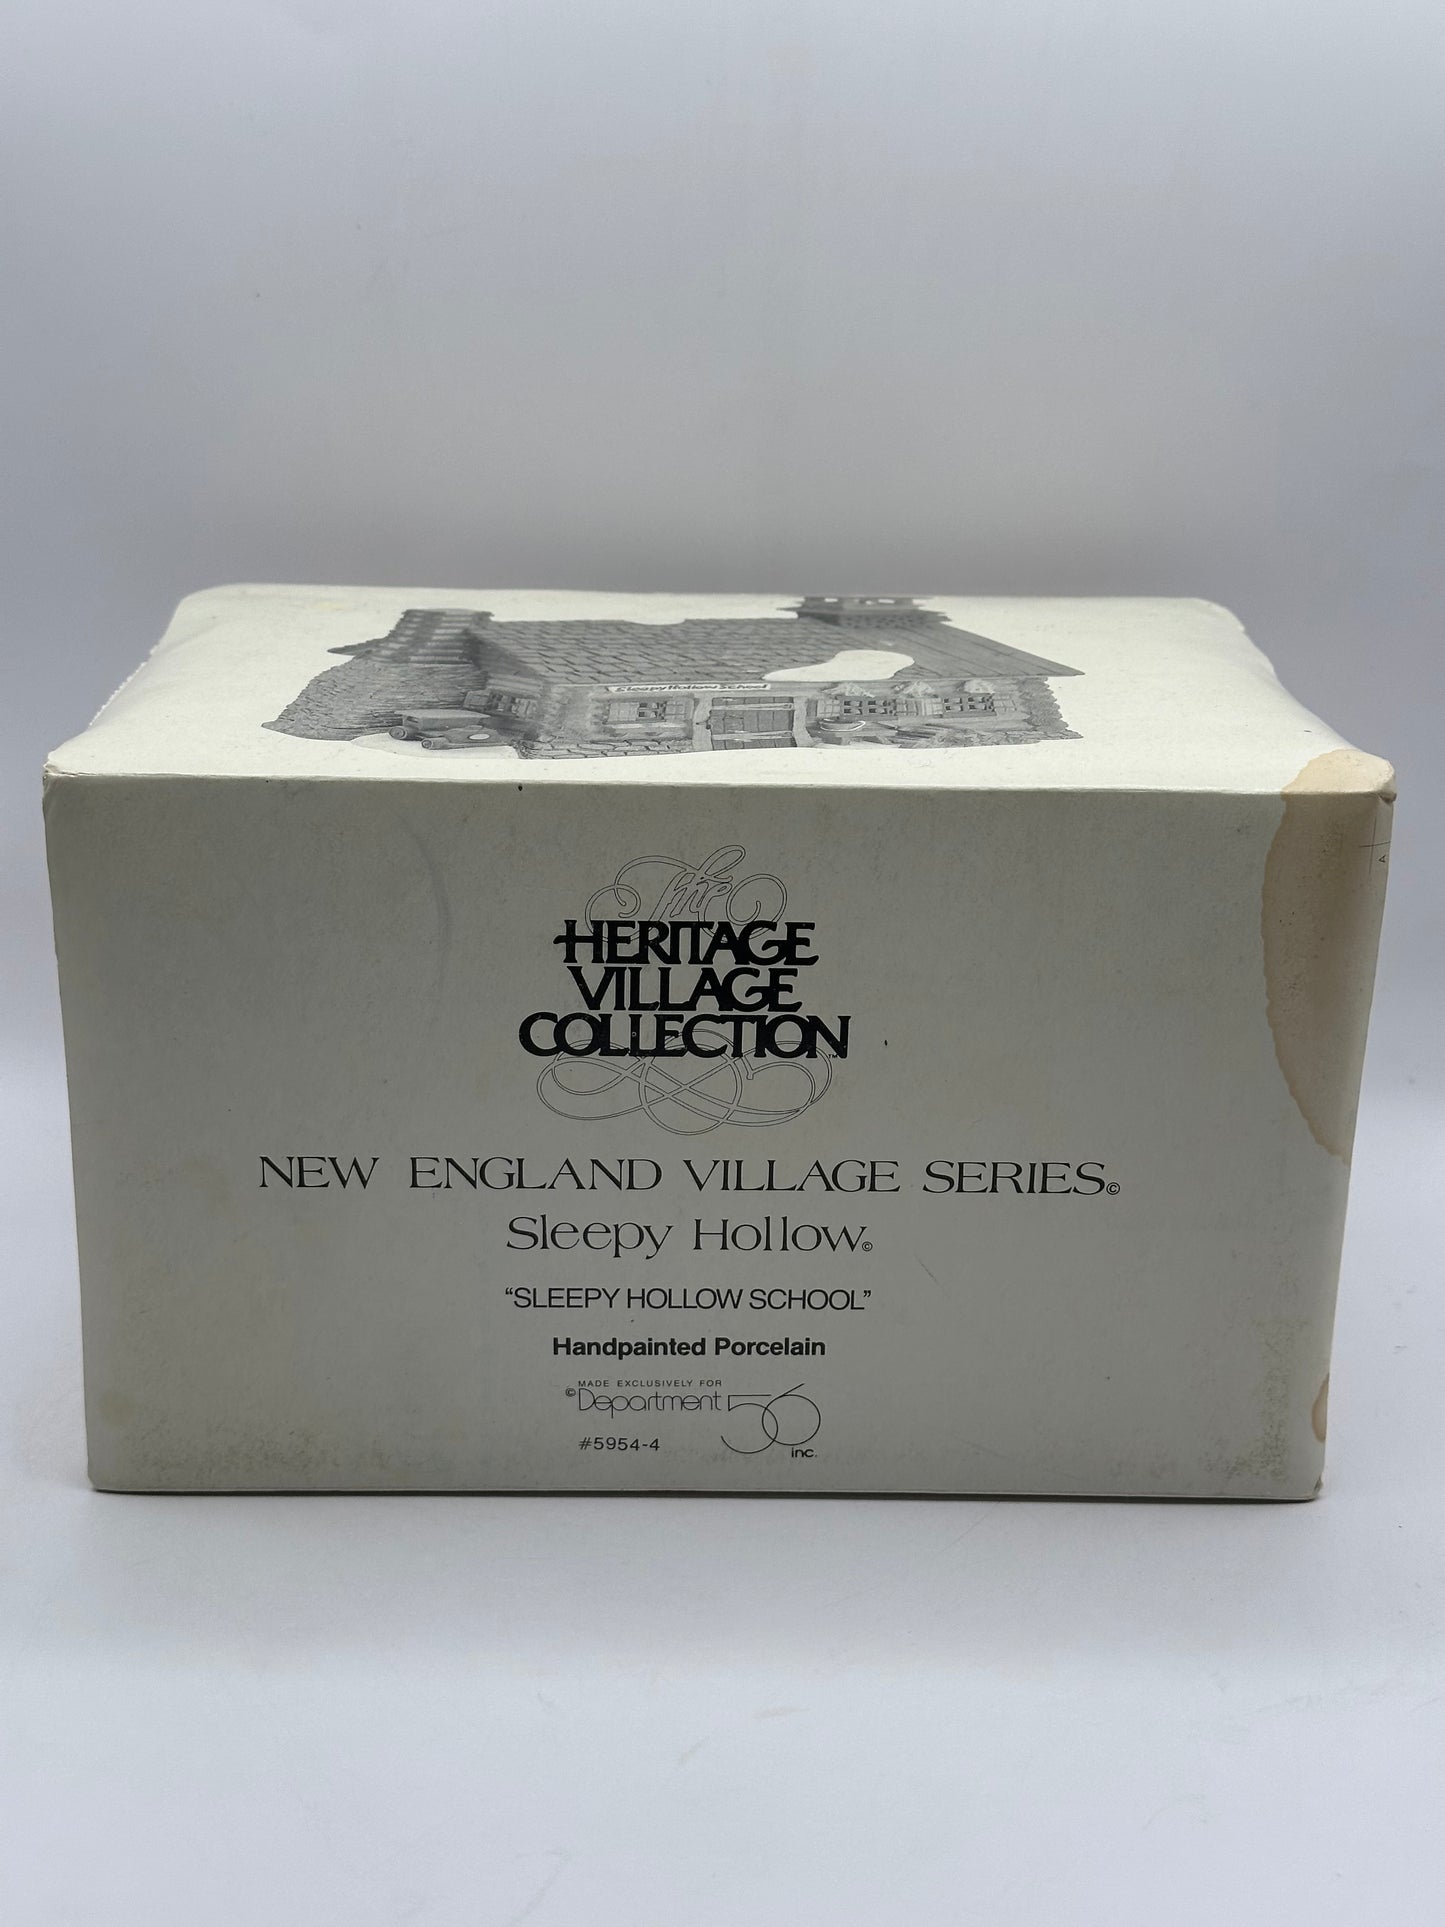 Sleepy Hollow School
The
HERITAGE
VILLAGE
COLLECTION™
NEW ENGLAND VILLAGE SERIES©
Sleepy Hollow©
“SLEEPY HOLLOW SCHOOL”
Handpainted Porcelain
MADE EXCLUSIVELY FOR
©Department 56 inc.
#5954-4
A